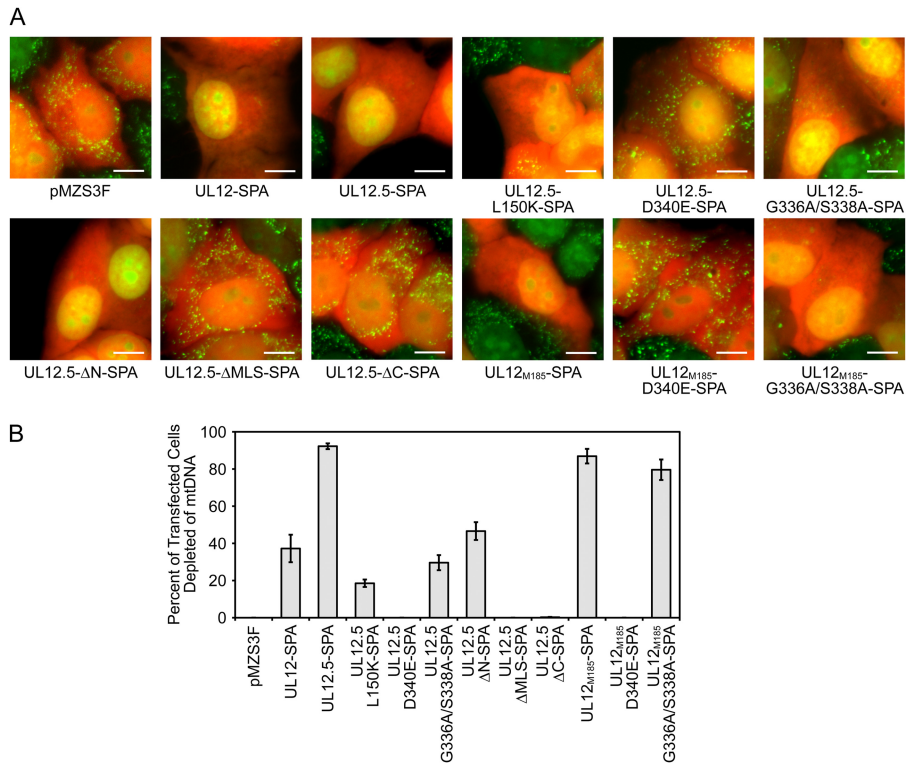 A
pMZS3F
UL12-SPA
UL12.5-SPA
UL12.5-
L150K-SPA
UL12.5-
D340E-SPA
UL12.5-
G336A/S338A-SPA
UL12.5-ΔN-SPA
UL12.5-ΔMLS-SPA
UL12.5-ΔC-SPA
UL12M185-SPA
UL12M185-
D340E-SPA
UL12M185-
G336A/S338A-SPA
B
Percent of Transfected Cells
Depleted of mtDNA
100
80
60
40
20
0
pMZS3F
UL12-SPA
UL12.5-SPA
UL12.5
L150K-SPA
UL12.5
D340E-SPA
UL12.5
G336A/S338A-SPA
UL12.5
ΔN-SPA
UL12.5
ΔMLS-SPA
UL12.5
ΔC-SPA
UL12M185-SPA
UL12M185
D340E-SPA
UL12M185
G336A/S338A-SPA